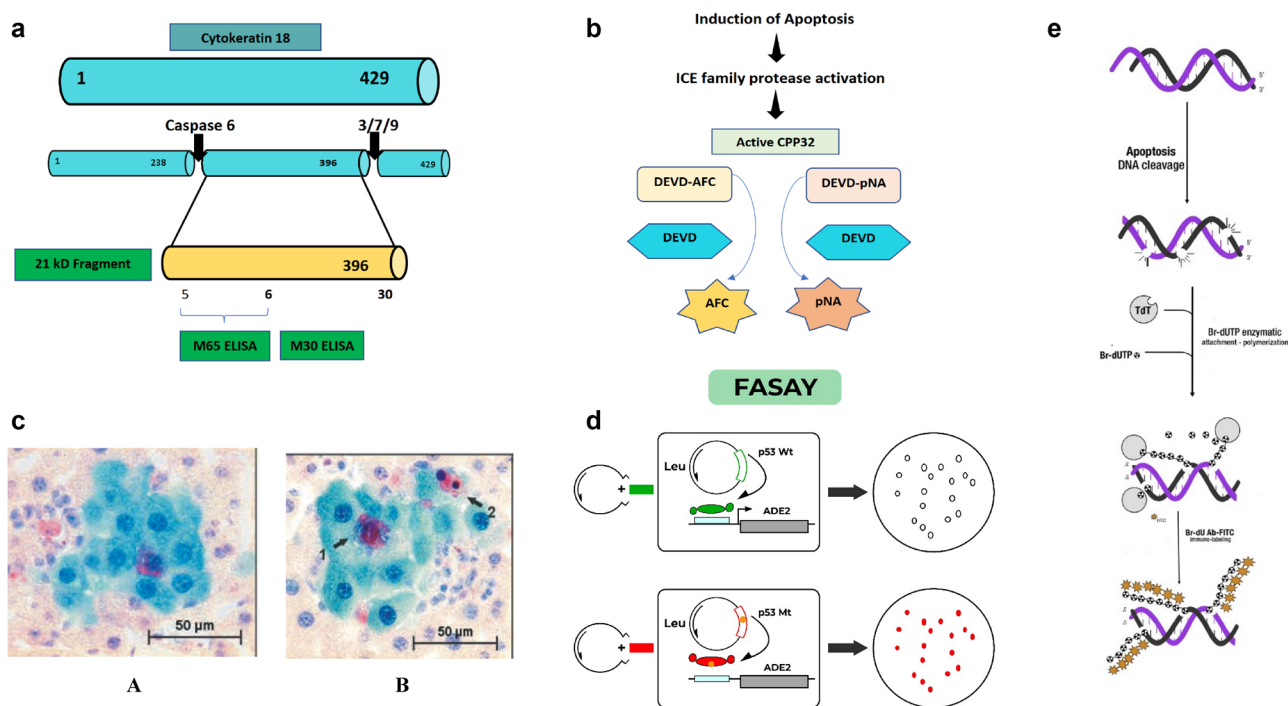 a
Cytokeratin 18
1
429
Caspase 6
3/7/9
1
238
396
429
21 kD Fragment
396
5
6
30
M65 ELISA
M30 ELISA
b
Induction of Apoptosis
ICE family protease activation
Active CPP32
DEVD-AFC
DEVD-pNA
DEVD
DEVD
AFC
pNA
c
50 µm
A
1
2
50 µm
B
FASAY
d
+
Leu
p53 Wt
ADE2
+
Leu
p53 Mt
ADE2
e
5'
3'
Apoptosis
DNA cleavage
5'
3'
TdT
Br-dUTP
Br-dUTP enzymatic
attachment – polymerization
FITC
Br-dU Ab-FITC
immuno-labeling